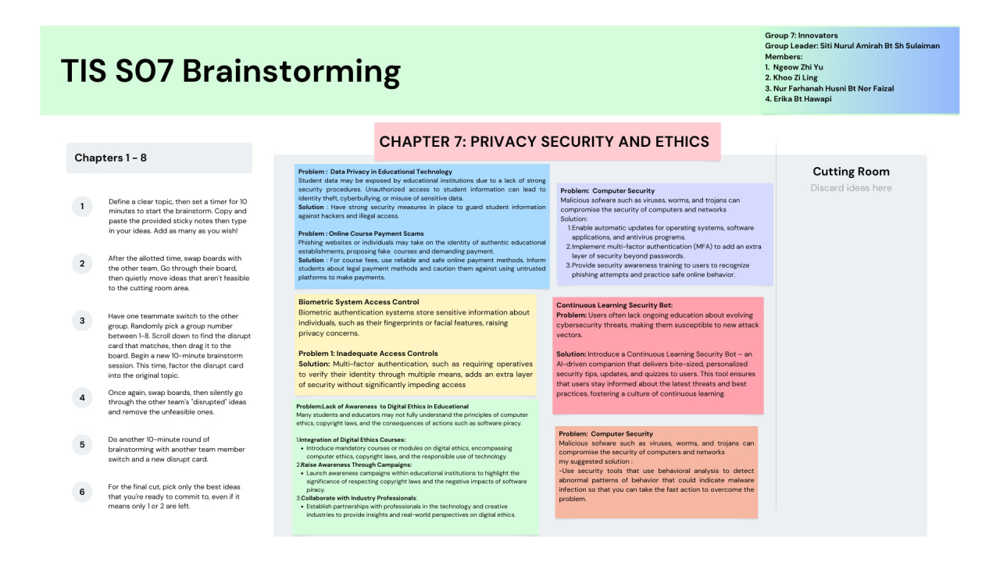 TIS S07 Brainstorming
Group 7: Innovators
Group Leader: Siti Nurul Amirah Bt Sh Sulaiman
Members:
1. Ngeow Zhi Yu
2. Khoo Zi Ling
3. Nur Farhanah Husni Bt Nor Faizal
4. Erika Bt Hawapi
Chapters 1 - 8
1
Define a clear topic, then set a timer for 10
minutes to start the brainstorm. Copy and
paste the provided sticky notes then type
in your ideas. Add as many as you wish!
2
After the allotted time, swap boards with
the other team. Go through their board,
then quietly move ideas that aren't feasible
to the cutting room area.
3
Have one teammate switch to the other
group. Randomly pick a group number
between 1-8. Scroll down to find the disrupt
card that matches, then drag it to the
board. Begin a new 10-minute brainstorm
session. This time, factor the disrupt card
into the original topic.
4
Once again, swap boards, then silently go
through the other team's "disrupted" ideas
and remove the unfeasible ones.
5
Do another 10-minute round of
brainstorming with another team member
switch and a new disrupt card.
6
For the final cut, pick only the best ideas
that you're ready to commit to, even if it
means only 1 or 2 are left.
CHAPTER 7: PRIVACY SECURITY AND ETHICS
Problem : Data Privacy in Educational Technology
Student data may be exposed by educational institutions due to a lack of strong
security procedures. Unauthorized access to student information can lead to
identity theft, cyberbullying, or misuse of sensitive data.
Solution : Have strong security measures in place to guard student information
against hackers and illegal access.
Problem : Online Course Payment Scams
Phishing websites or individuals may take on the identity of authentic educational
establishments, proposing fake courses and demanding payment.
Solution : For course fees, use reliable and safe online payment methods. Inform
students about legal payment methods and caution them against using untrusted
platforms to make payments.
Biometric System Access Control
Biometric authentication systems store sensitive information about
individuals, such as their fingerprints or facial features, raising
privacy concerns.
Problem 1: Inadequate Access Controls
Solution: Multi-factor authentication, such as requiring operatives
to verify their identity through multiple means, adds an extra layer
of security without significantly impeding access
Problem:Lack of Awareness to Digital Ethics in Educational
Many students and educators may not fully understand the principles of computer
ethics, copyright laws, and the consequences of actions such as software piracy.
1.Integration of Digital Ethics Courses:
• Introduce mandatory courses or modules on digital ethics, encompassing
computer ethics, copyright laws, and the responsible use of technology
2.Raise Awareness Through Campaigns:
• Launch awareness campaigns within educational institutions to highlight the
significance of respecting copyright laws and the negative impacts of software
piracy.
3.Collaborate with Industry Professionals:
• Establish partnerships with professionals in the technology and creative
industries to provide insights and real-world perspectives on digital ethics.
Problem: Computer Security
Malicious sofware such as viruses, worms, and trojans can
compromise the security of computers and networks
Solution:
1.Enable automatic updates for operating systems, software
applications, and antivirus programs.
2.Implement multi-factor authentication (MFA) to add an extra
layer of security beyond passwords.
3.Provide security awareness training to users to recognize
phishing attempts and practice safe online behavior.
Continuous Learning Security Bot:
Problem: Users often lack ongoing education about evolving
cybersecurity threats, making them susceptible to new attack
vectors.
Solution: Introduce a Continuous Learning Security Bot – an
AI-driven companion that delivers bite-sized, personalized
security tips, updates, and quizzes to users. This tool ensures
that users stay informed about the latest threats and best
practices, fostering a culture of continuous learning.
Problem: Computer Security
Malicious sofware such as viruses, worms, and trojans can
compromise the security of computers and networks
my suggested solution :
-Use security tools that use behavioral analysis to detect
abnormal patterns of behavior that could indicate malware
infection so that you can take the fast action to overcome the
problem.
Cutting Room
Discard ideas here